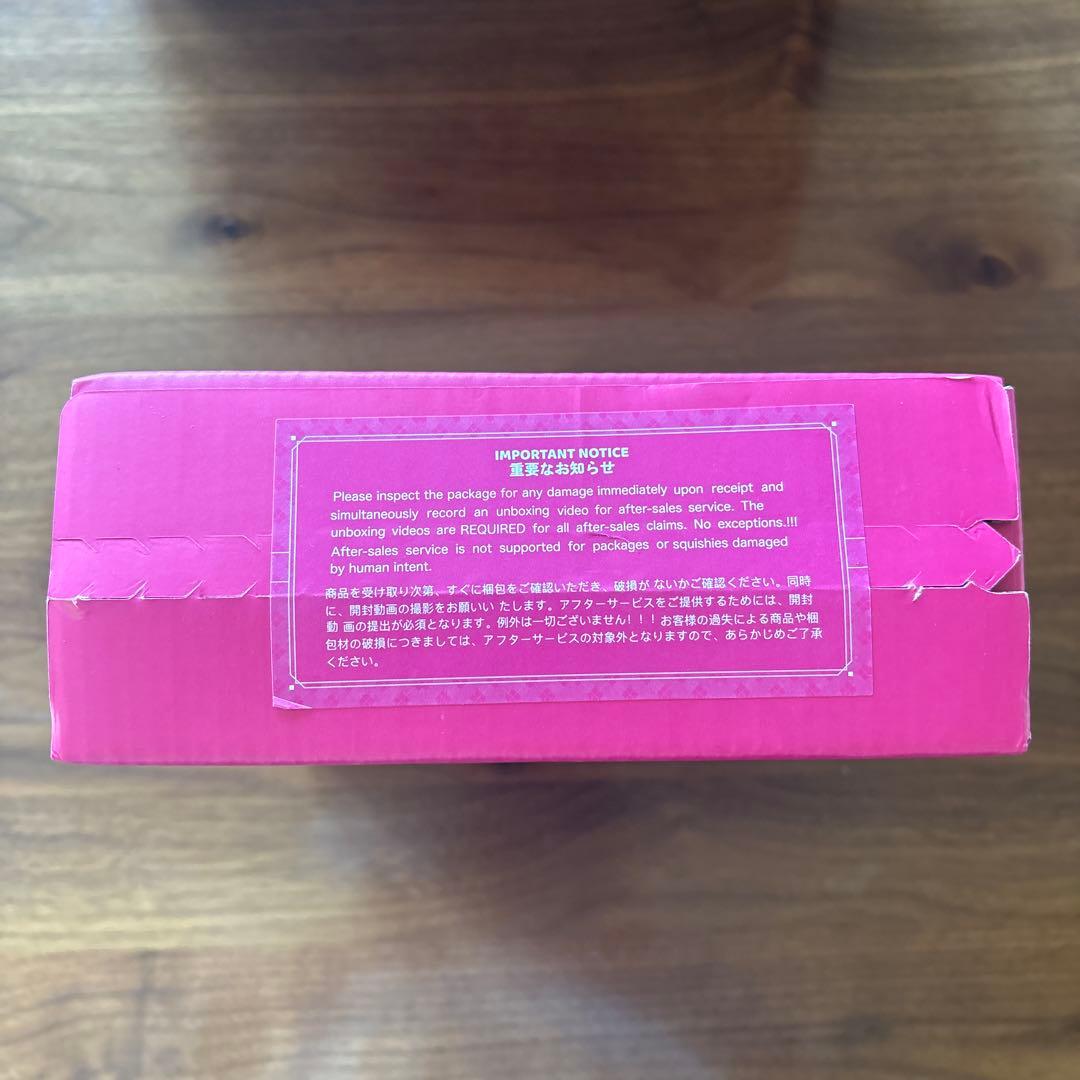 IMPORTANT NOTICE
重要なお知らせ
Please inspect the package for any damage immediately upon receipt and
simultaneously record an unboxing video for after-sales service. The
unboxing videos are REQUIRED for all after-sales claims. No exceptions.!!!
After-sales service is not supported for packages or squishies damaged
by human intent.
商品を受け取り次第、すぐに梱包をご確認いただき、破損が ないかご確認ください。同時
に、開封動画の撮影をお願いい たします。アフターサービスをご提供するためには、開封
動 画の提出が必須となります。例外は一切ございません！！！お客様の過失による商品や梱
包材の破損につきましては、アフターサービスの対象外となりますので、あらかじめご了承
ください。